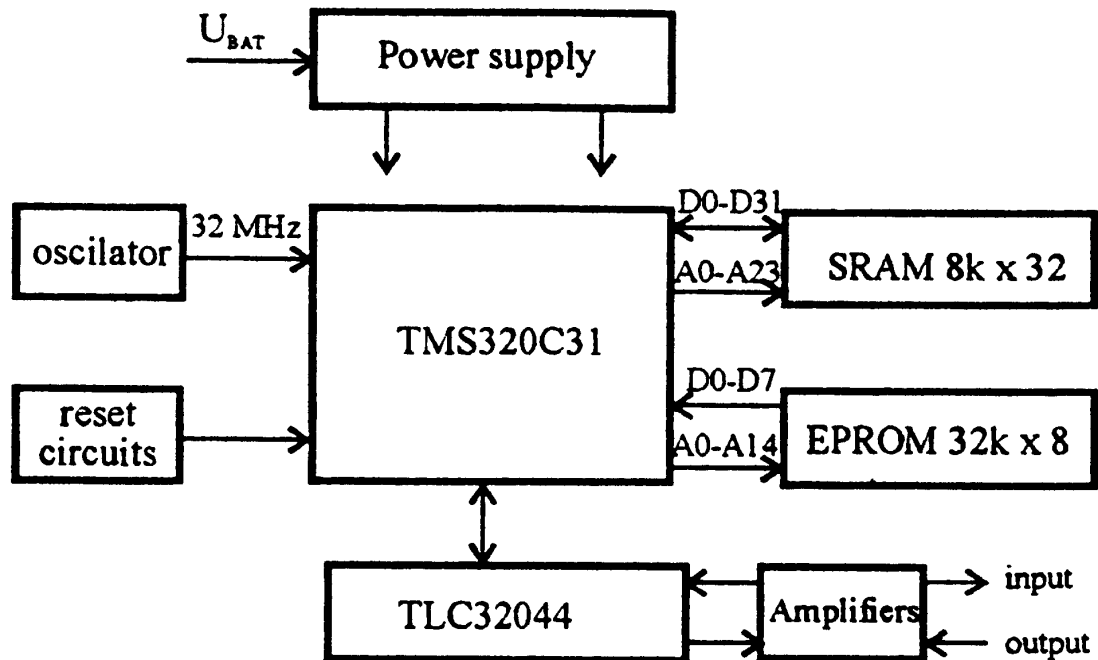 U BAT
Power supply
oscilator
32 MHz
TMS320C31
D0-D31
A0-A23
SRAM 8k x 32
reset
circuits
D0-D7
A0-A14
EPROM 32k x 8
TLC32044
Amplifiers
input
output